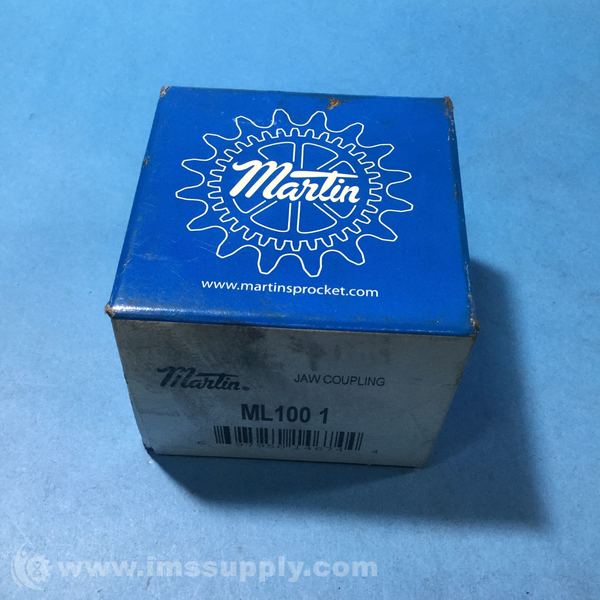 Martin
www.martinsprocket.com
Martin
JAW COUPLING
ML100 1
www.imssupply.com